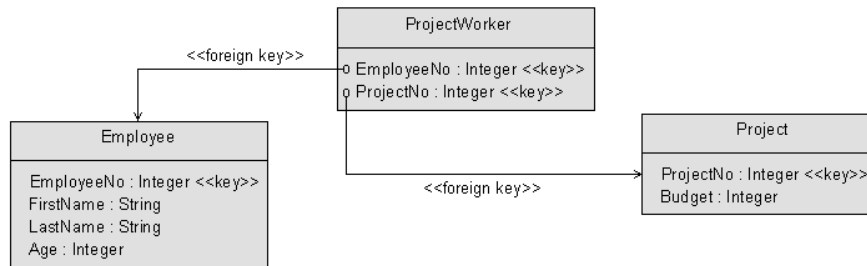 ProjectWorker
<<foreign key>>
EmployeeNo : Integer <<key>>
ProjectNo : Integer <<key>>
Employee
EmployeeNo : Integer <<key>>
FirstName : String
LastName : String
Age : Integer
<<foreign key>>
Project
ProjectNo : Integer <<key>>
Budget : Integer